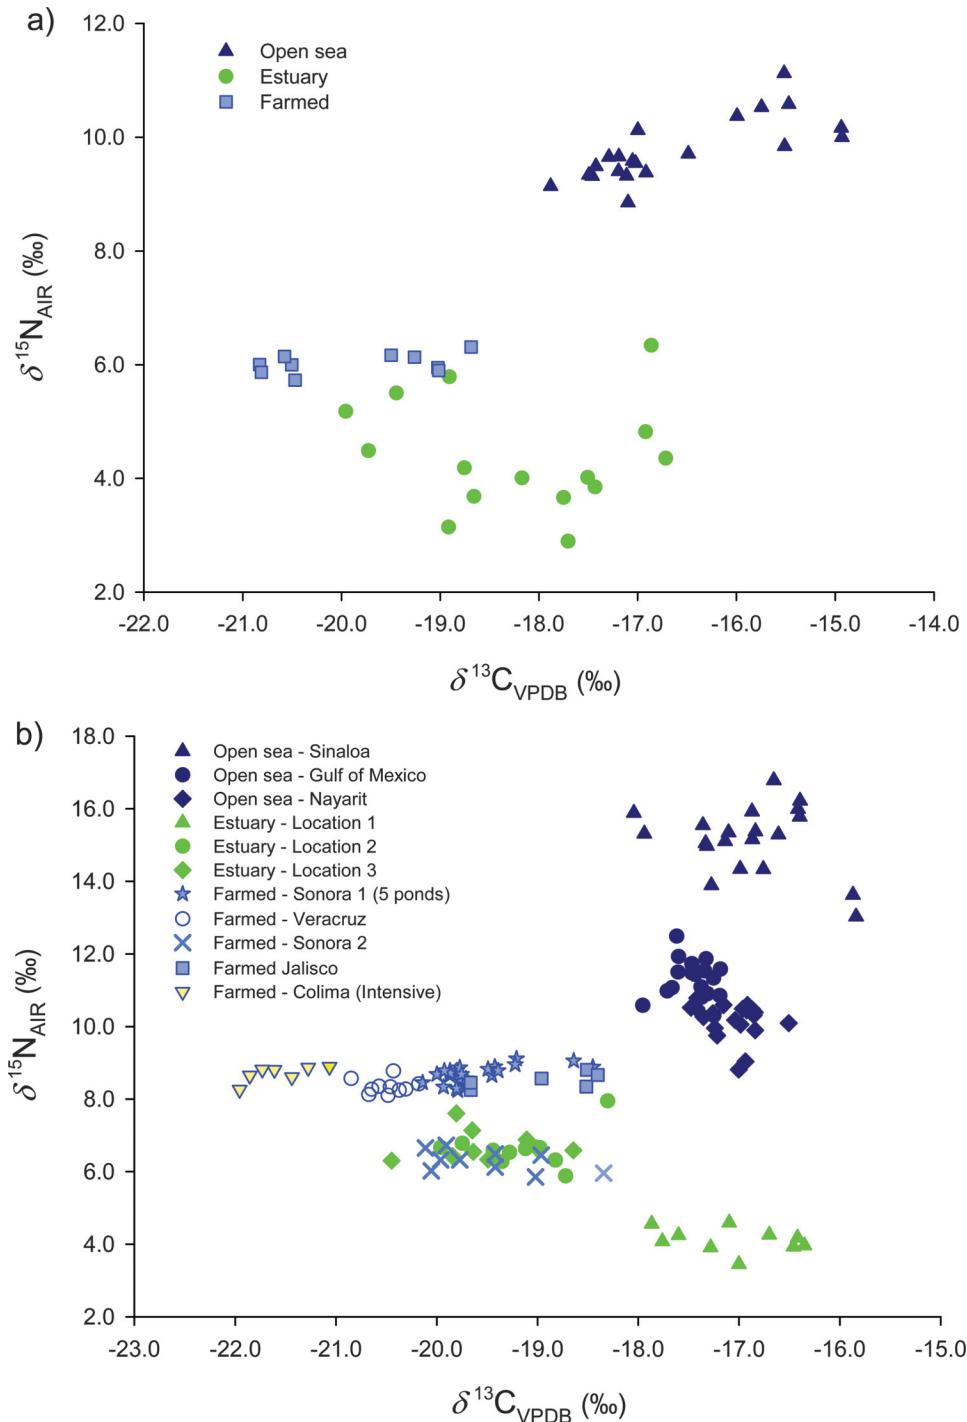 a)
12.0
10.0
8.0
6.0
4.0
2.0
δ15NAIR (‰)
Open sea
Estuary
Farmed
-22.0 -21.0 -20.0 -19.0 -18.0 -17.0 -16.0 -15.0 -14.0
δ13CVPDB (‰)
b)
18.0
16.0
14.0
12.0
10.0
8.0
6.0
4.0
2.0
δ15NAIR (‰)
Open sea - Sinaloa
Open sea - Gulf of Mexico
Open sea - Nayarit
Estuary - Location 1
Estuary - Location 2
Estuary - Location 3
Farmed - Sonora 1 (5 ponds)
Farmed - Veracruz
Farmed - Sonora 2
Farmed Jalisco
Farmed - Colima (Intensive)
-23.0 -22.0 -21.0 -20.0 -19.0 -18.0 -17.0 -16.0 -15.0
δ13CVPDB (‰)